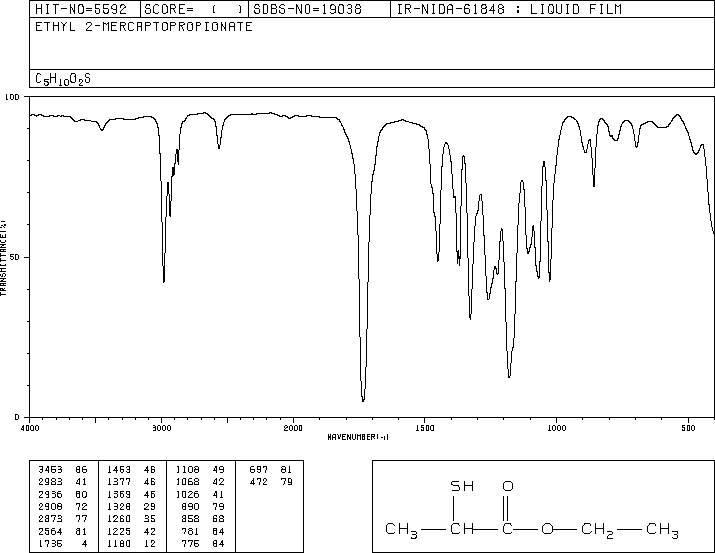 HIT-NO=5592 SCORE= ( ) SDBS-NO=19038 IR-NIDA-61848 : LIQUID FILM
ETHYL 2-MERCAPTOPROPIONATE
C5H10O2S
100
50
0
TRANSMITTANCE(%)
4000 3000 2000 1500 1000 500
WAVENUMBER(-1)
3453 86 1453 46 1108 49 697 81
2983 41 1377 46 1068 42 472 79
2936 60 1369 46 1026 41
2908 72 1328 29 890 79
2873 77 1260 35 858 68
2564 81 1225 42 781 84
1736 4 1180 12 775 84
SH O
CH3 CH C O CH2 CH3